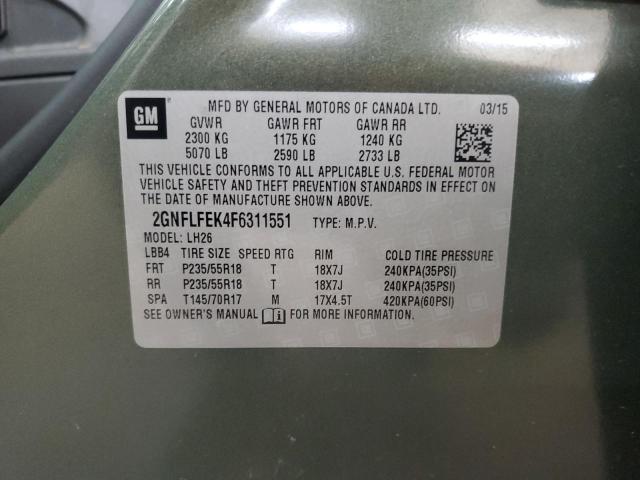 GM
MFD BY GENERAL MOTORS OF CANADA LTD. 03/15
GVWR GAWR FRT GAWR RR
2300 KG 1175 KG 1240 KG
5070 LB 2590 LB 2733 LB
THIS VEHICLE CONFORMS TO ALL APPLICABLE U.S. FEDERAL MOTOR
VEHICLE SAFETY AND THEFT PREVENTION STANDARDS IN EFFECT ON
THE DATE OF MANUFACTURE SHOWN ABOVE.
2GNFLFEK4F6311551 TYPE: M.P.V.
MODEL: LH26
LBB4 TIRE SIZE SPEED RTG RIM COLD TIRE PRESSURE
FRT P235/55R18 T 18X7J 240KPA(35PSI)
RR P235/55R18 T 18X7J 240KPA(35PSI)
SPA T145/70R17 M 17X4.5T 420KPA(60PSI)
SEE OWNER'S MANUAL FOR MORE INFORMATION.